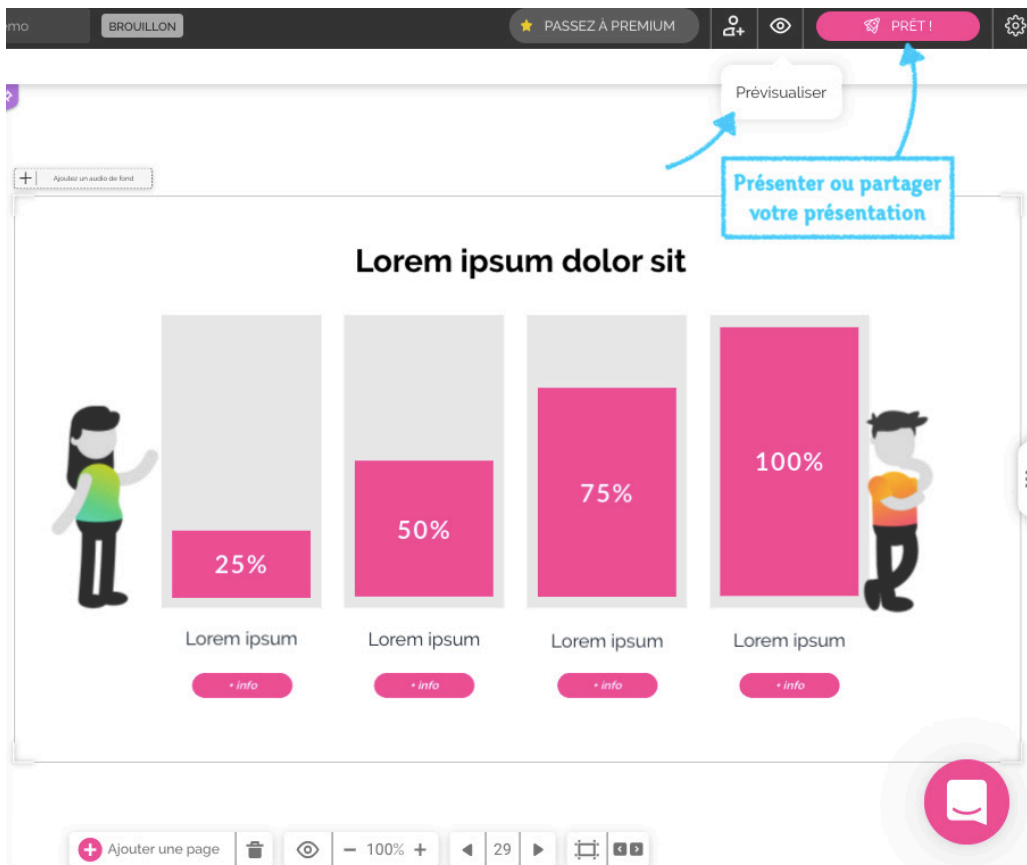 emo
BROUILLON
PASSEZ À PREMIUM
PRÊT !
Prévisualiser
Ajoutez un audio de fond
Présenter ou partager
votre présentation
Lorem ipsum dolor sit
25%
50%
75%
100%
Lorem ipsum
Lorem ipsum
Lorem ipsum
Lorem ipsum
+ info
+ info
+ info
+ info
Ajouter une page
100%
29